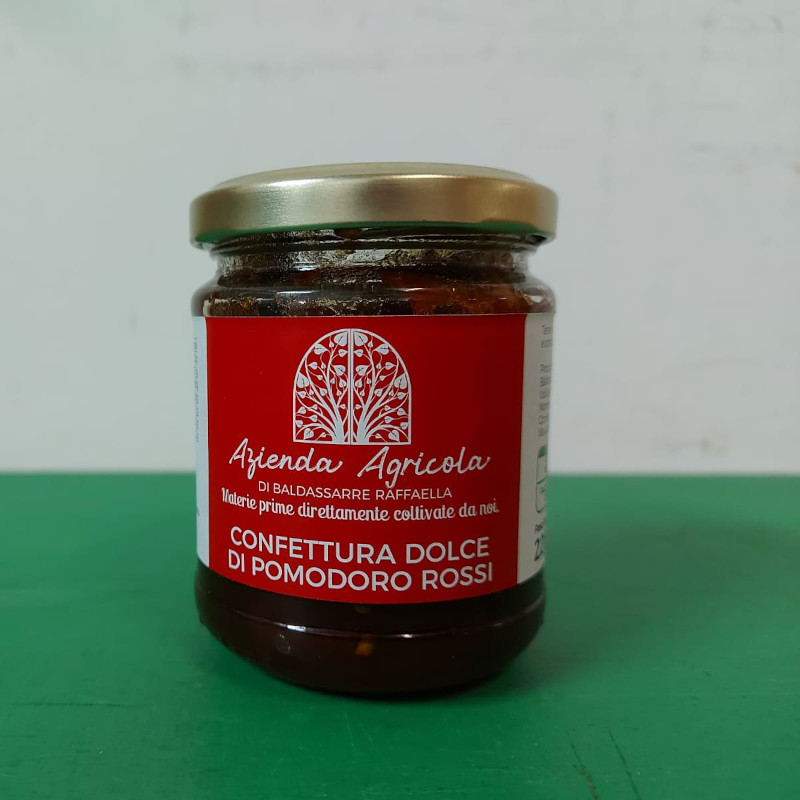 Azienda Agricola
DI BALDASSARRE RAFFAELLA
Materie prime direttamente coltivate da noi.
CONFETTURA DOLCE
DI POMODORO ROSSI